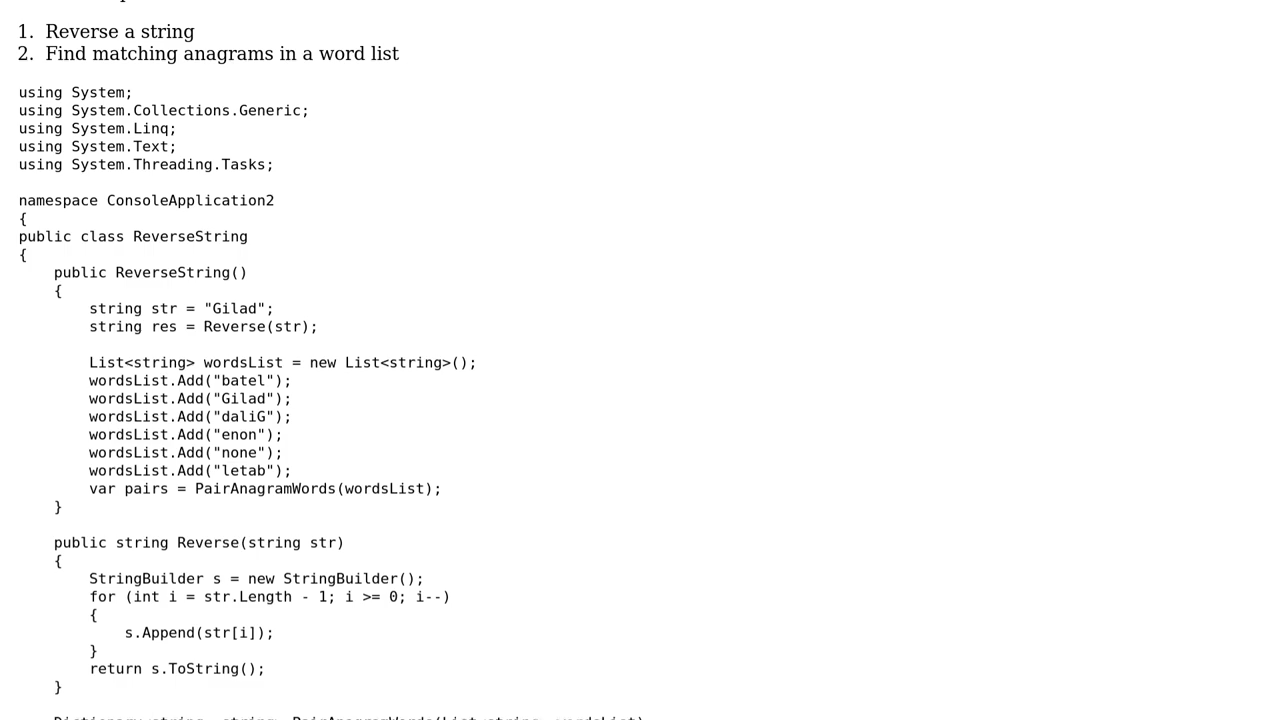 1. Reverse a string
2. Find matching anagrams in a word list
using System;
using System.Collections.Generic;
using System.Linq;
using System.Text;
using System.Threading.Tasks;
namespace ConsoleApplication2
{
public class ReverseString
{
    public ReverseString()
    {
        string str = "Gilad";
        string res = Reverse(str);
        List<string> wordsList = new List<string>();
        wordsList.Add("batel");
        wordsList.Add("Gilad");
        wordsList.Add("daliG");
        wordsList.Add("enon");
        wordsList.Add("none");
        wordsList.Add("letab");
        var pairs = PairAnagramWords(wordsList);
    }
    public string Reverse(string str)
    {
        StringBuilder s = new StringBuilder();
        for (int i = str.Length - 1; i >= 0; i--)
        {
            s.Append(str[i]);
        }
        return s.ToString();
    }